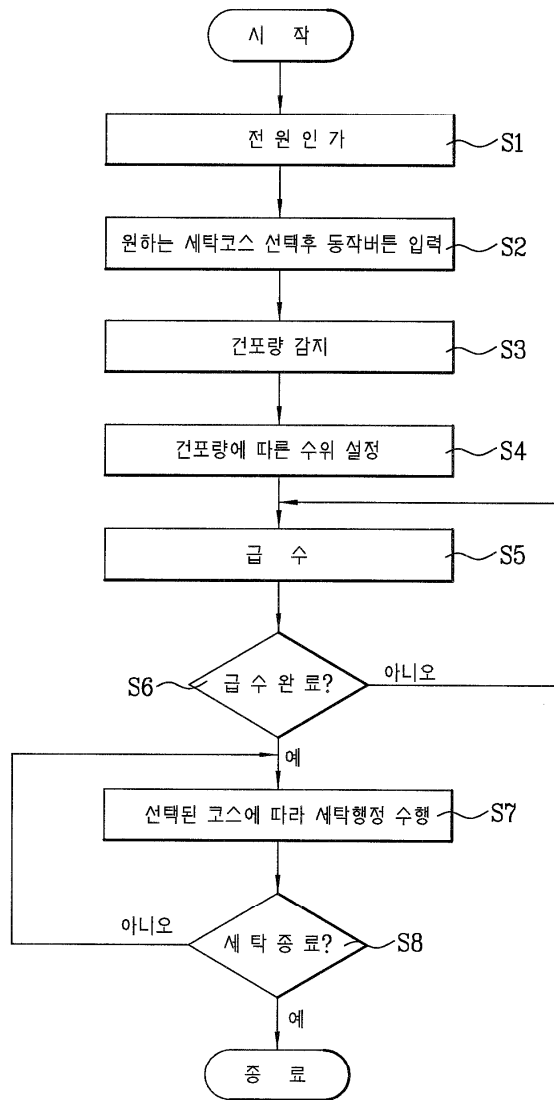 시 작
전 원 인 가
S1
원하는 세탁코스 선택후 동작버튼 입력
S2
건포량 감지
S3
건포량에 따른 수위 설정
S4
급 수
S5
S6
급 수 완 료?
아니오
예
선택된 코스에 따라 세탁행정 수행
S7
아니오
세 탁 종 료?
S8
예
종 료